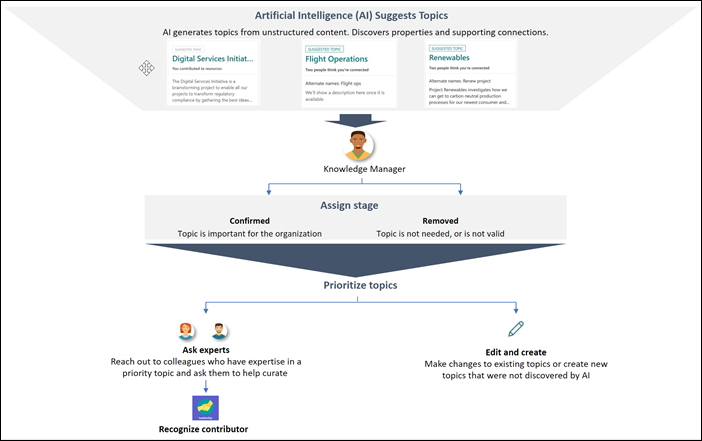 Artificial Intelligence (AI) Suggests Topics
AI generates topics from unstructured content. Discovers properties and supporting connections.
SUGGESTED TOPIC
Digital Services Initiat...
You contributed to resources
The Digital Services Initiative is a
brainstorming project to enable all our
projects to transform regulatory
compliance by gathering the best ideas...
SUGGESTED TOPIC
Flight Operations
Two people think you're connected
Alternate names: Flight ops
We'll show a description here once it is
available.
SUGGESTED TOPIC
Renewables
Two people think you're connected
Alternate names: Renew project
Project Renewables investigates how we
can get to carbon neutral production
processes for our newest consumer and...
Knowledge Manager
Assign stage
Confirmed
Topic is important for the organization
Removed
Topic is not needed, or is not valid
Prioritize topics
Ask experts
Reach out to colleagues who have expertise in a
priority topic and ask them to help curate
Edit and create
Make changes to existing topics or create new
topics that were not discovered by AI
Recognize contributor